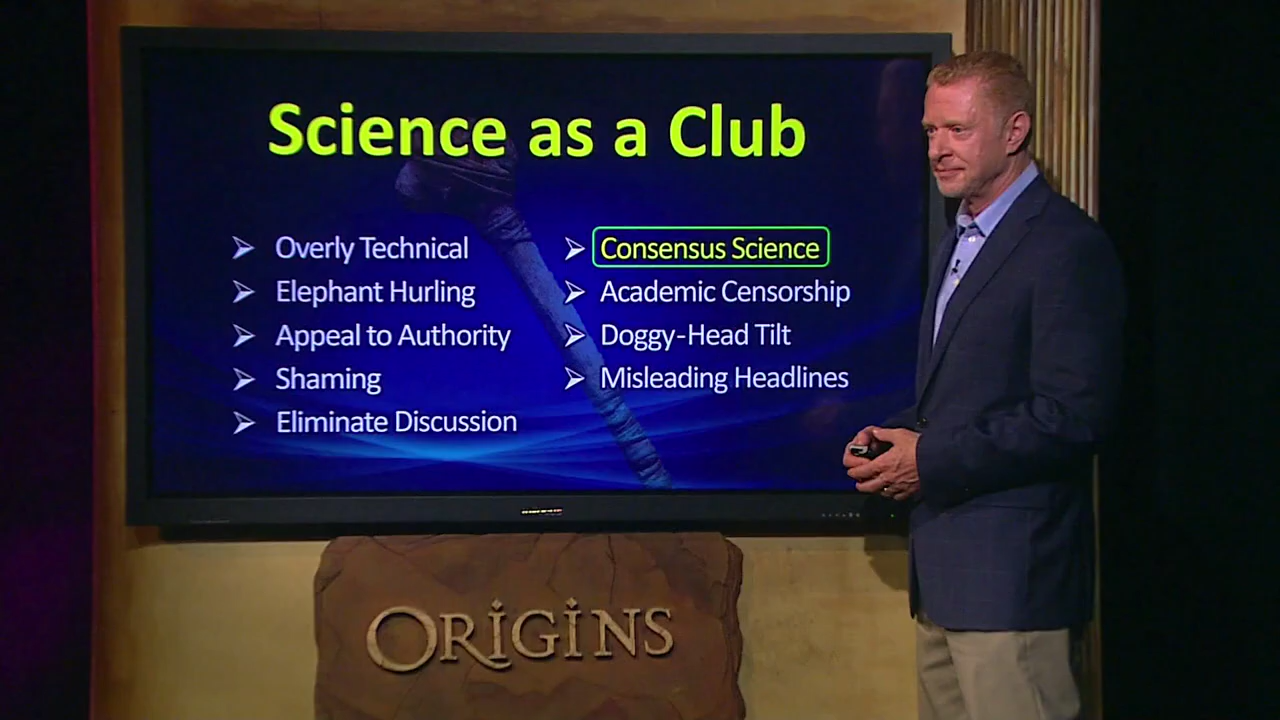 Science as a Club
Overly Technical
Elephant Hurling
Appeal to Authority
Shaming
Eliminate Discussion
Consensus Science
Academic Censorship
Doggy-Head Tilt
Misleading Headlines
ORIGINS